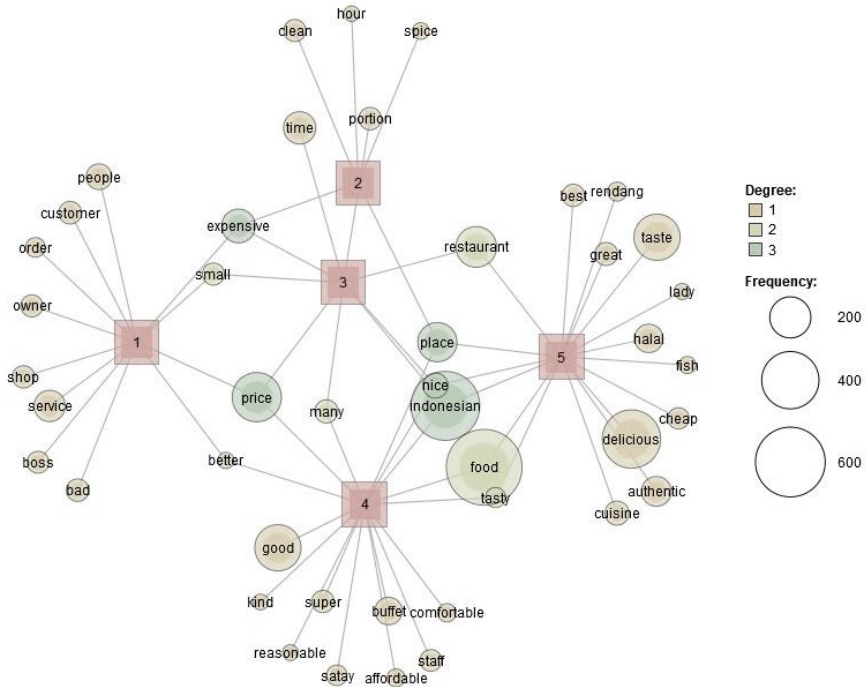 hour
clean
spice
portion
time
people
2
best
rendang
Degree:
1
customer
expensive
2
taste
order
restaurant
great
3
small
3
Frequency:
lady
owner
200
1
place
5
halal
shop
nice
fish
400
service
price
many
indonesian
cheap
delicious
boss
better
food
600
bad
tasty
authentic
4
cuisine
good
kind
super
buffet
comfortable
reasonable
staff
satay
affordable